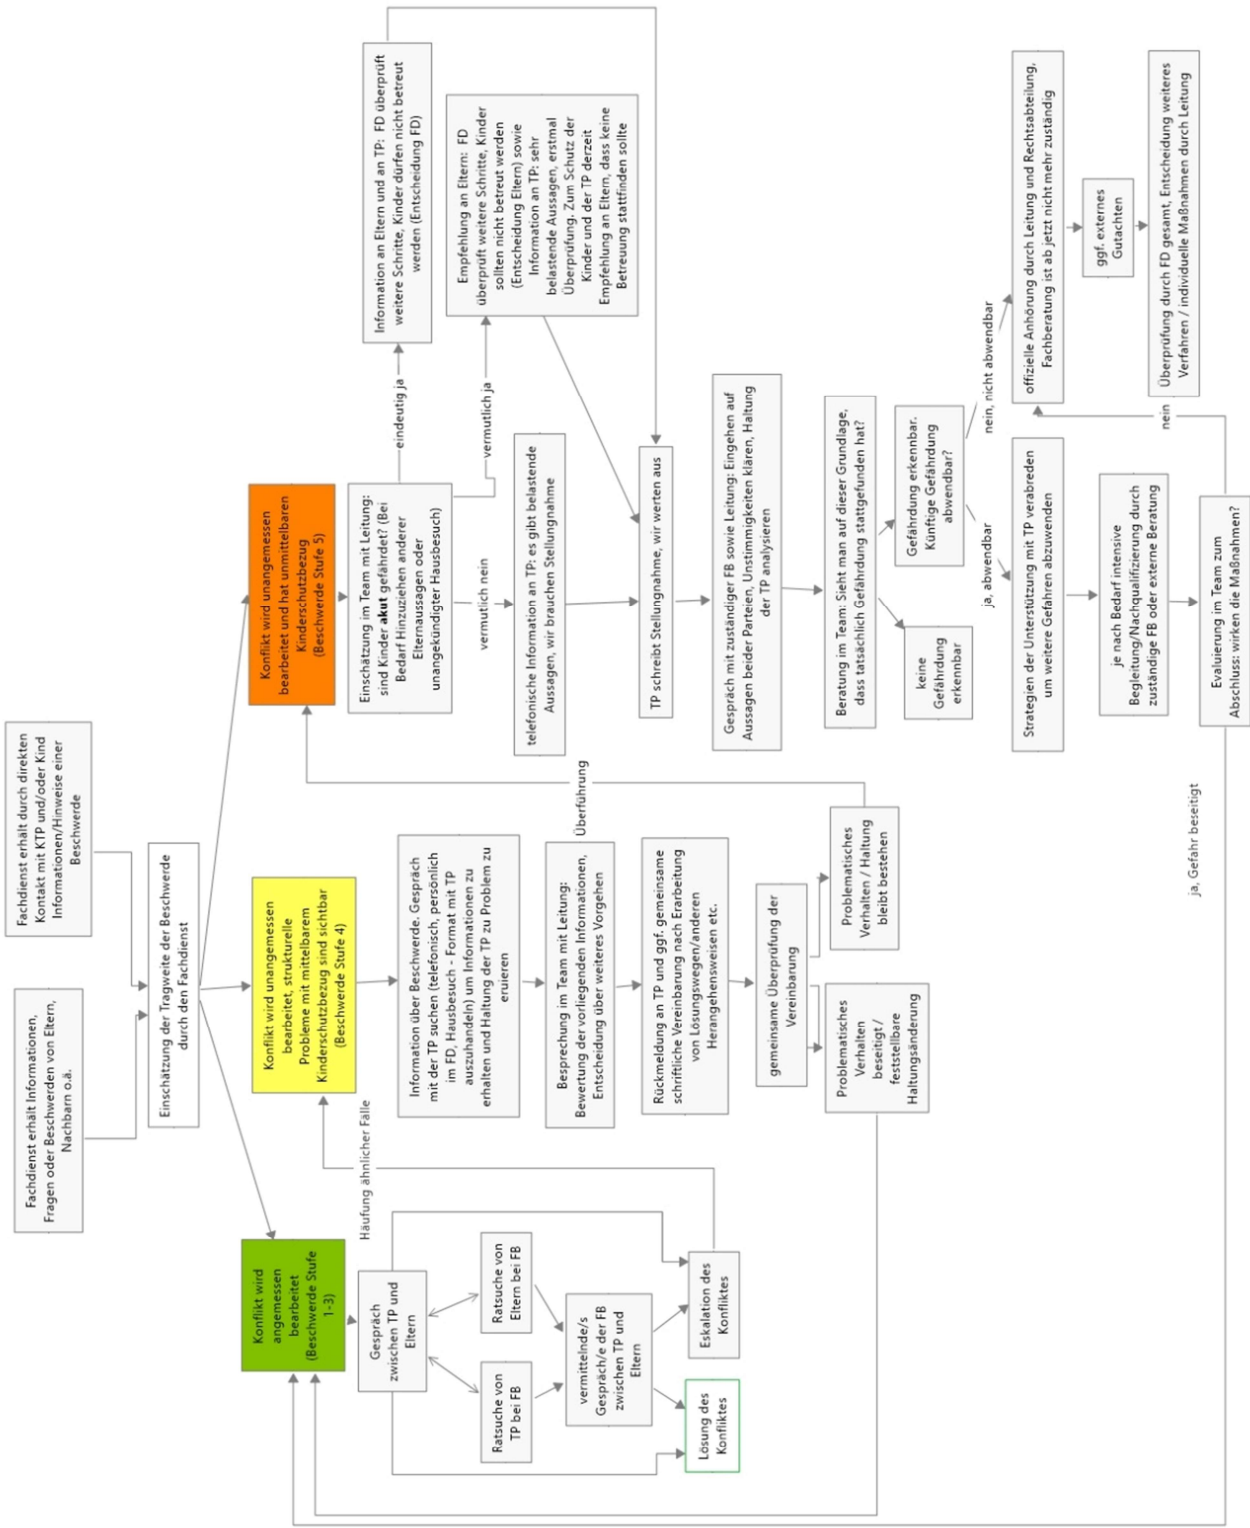 Fachdienst erhält Informationen,
Fragen oder Beschwerden von Eltern,
Nachbarn o.ä.
Fachdienst erhält durch direkten
Kontakt mit KTP und/oder Kind
Informationen/Hinweise einer
Beschwerde
Einschätzung der Tragweite der Beschwerde
durch den Fachdienst
Konflikt wird
angemessen
bearbeitet
(Beschwerde Stufe
1-3)
Gespräch
zwischen TP und
Eltern
Ratsuche von
TP bei FB
Ratsuche von
Eltern bei FB
vermittelnde/s
Gespräch/e der FB
zwischen TP und
Eltern
Lösung des
Konfliktes
Eskalation des
Konfliktes
Häufung ähnlicher Fälle
Konflikt wird unangemessen
bearbeitet, strukturelle
Probleme mit mittelbarem
Kinderschutzbezug sind sichtbar
(Beschwerde Stufe 4)
Information über Beschwerde. Gespräch
mit der TP suchen (telefonisch, persönlich
im FD, Hausbesuch - Format mit TP
auszuhandeln) um Informationen zu
erhalten und Haltung der TP zu Problem zu
eruieren
Besprechung im Team mit Leitung:
Bewertung der vorliegenden Informationen,
Entscheidung über weiteres Vorgehen
Rückmeldung an TP und ggf. gemeinsame
schriftliche Vereinbarung nach Erarbeitung
von Lösungswegen/anderen
Herangehensweisen etc.
gemeinsame Überprüfung der
Vereinbarung
Problematisches
Verhalten
beseitigt /
feststellbare
Haltungsänderung
Problematisches
Verhalten / Haltung
bleibt bestehen
Überführung
Konflikt wird unangemessen
bearbeitet und hat unmittelbaren
Kinderschutzbezug
(Beschwerde Stufe 5)
Einschätzung im Team mit Leitung:
sind Kinder akut gefährdet? (Bei
Bedarf Hinzuziehen anderer
Elternaussagen oder
unangekündigter Hausbesuch)
eindeutig ja
vermutlich ja
vermutlich nein
Information an Eltern und an TP: FD überprüft
weitere Schritte, Kinder dürfen nicht betreut
werden (Entscheidung FD)
Empfehlung an Eltern: FD
überprüft weitere Schritte, Kinder
sollten nicht betreut werden
(Entscheidung Eltern) sowie
Information an TP: sehr
belastende Aussagen, erstmal
Überprüfung. Zum Schutz der
Kinder und der TP derzeit
Empfehlung an Eltern, dass keine
Betreuung stattfinden sollte
telefonische Information an TP: es gibt belastende
Aussagen, wir brauchen Stellungnahme
TP schreibt Stellungnahme, wir werten aus
Gespräch mit zuständiger FB sowie Leitung: Eingehen auf
Aussagen beider Parteien, Unstimmigkeiten klären, Haltung
der TP analysieren
Beratung im Team: Sieht man auf dieser Grundlage,
dass tatsächlich Gefährdung stattgefunden hat?
keine
Gefährdung
erkennbar
Gefährdung erkennbar.
Künftige Gefährdung
abwendbar?
ja, abwendbar
nein, nicht abwendbar
Strategien der Unterstützung mit TP verabreden
um weitere Gefahren abzuwenden
je nach Bedarf intensive
Begleitung/Nachqualifizierung durch
zuständige FB oder externe Beratung
Evaluierung im Team zum
Abschluss: wirken die Maßnahmen?
ja, Gefahr beseitigt
nein
offizielle Anhörung durch Leitung und Rechtsabteilung,
Fachberatung ist ab jetzt nicht mehr zuständig
ggf. externes
Gutachten
Überprüfung durch FD gesamt, Entscheidung weiteres
Verfahren / individuelle Maßnahmen durch Leitung